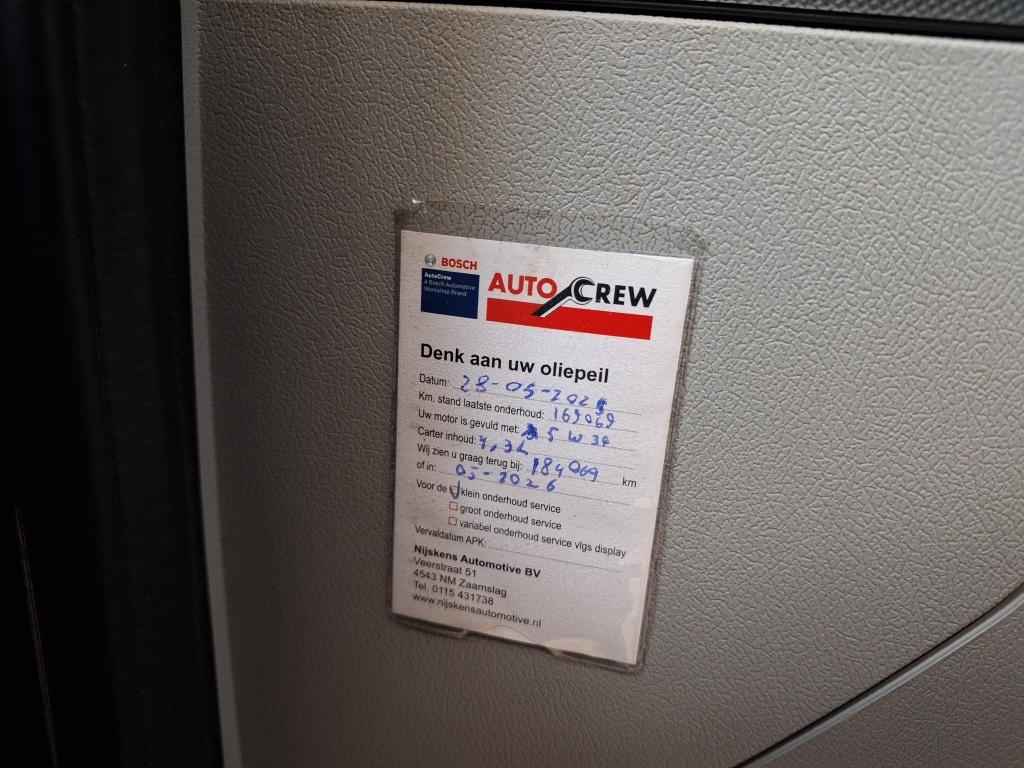 BOSCH
AutoCrew
A Bosch Automotive
Workshop Brand
AUTO CREW
Denk aan uw oliepeil
Datum: 28-05-202
Km. stand laatste onderhoud: 169069
Uw motor is gevuld met: 5W30
Carter inhoud: 4,3L
Wij zien u graag terug bij: 184069 km
of in: 05-2026
Voor de klein onderhoud service
groot onderhoud service
variabel onderhoud service vlgs display
Vervaldatum APK:
Nijskens Automotive BV
Veerstraat 51
4543 NM Zaamslag
Tel. 0115 431738
www.nijskensautomotive.nl